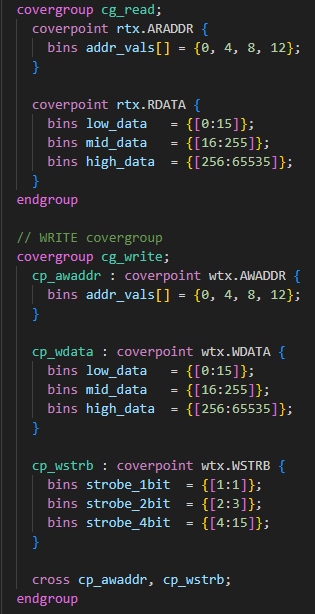 covergroup cg_read;
coverpoint rtx.ARADDR {
bins addr_vals[] = {0, 4, 8, 12};
}
coverpoint rtx.RDATA {
bins low_data   = {[0:15]};
bins mid_data   = {[16:255]};
bins high_data  = {[256:65535]};
}
endgroup
// WRITE covergroup
covergroup cg_write;
cp_awaddr : coverpoint wtx.AWADDR {
bins addr_vals[] = {0, 4, 8, 12};
}
cp_wdata : coverpoint wtx.WDATA {
bins low_data   = {[0:15]};
bins mid_data   = {[16:255]};
bins high_data  = {[256:65535]};
}
cp_wstrb : coverpoint wtx.WSTRB {
bins strobe_1bit  = {[1:1]};
bins strobe_2bit  = {[2:3]};
bins strobe_4bit  = {[4:15]};
}
cross cp_awaddr, cp_wstrb;
endgroup